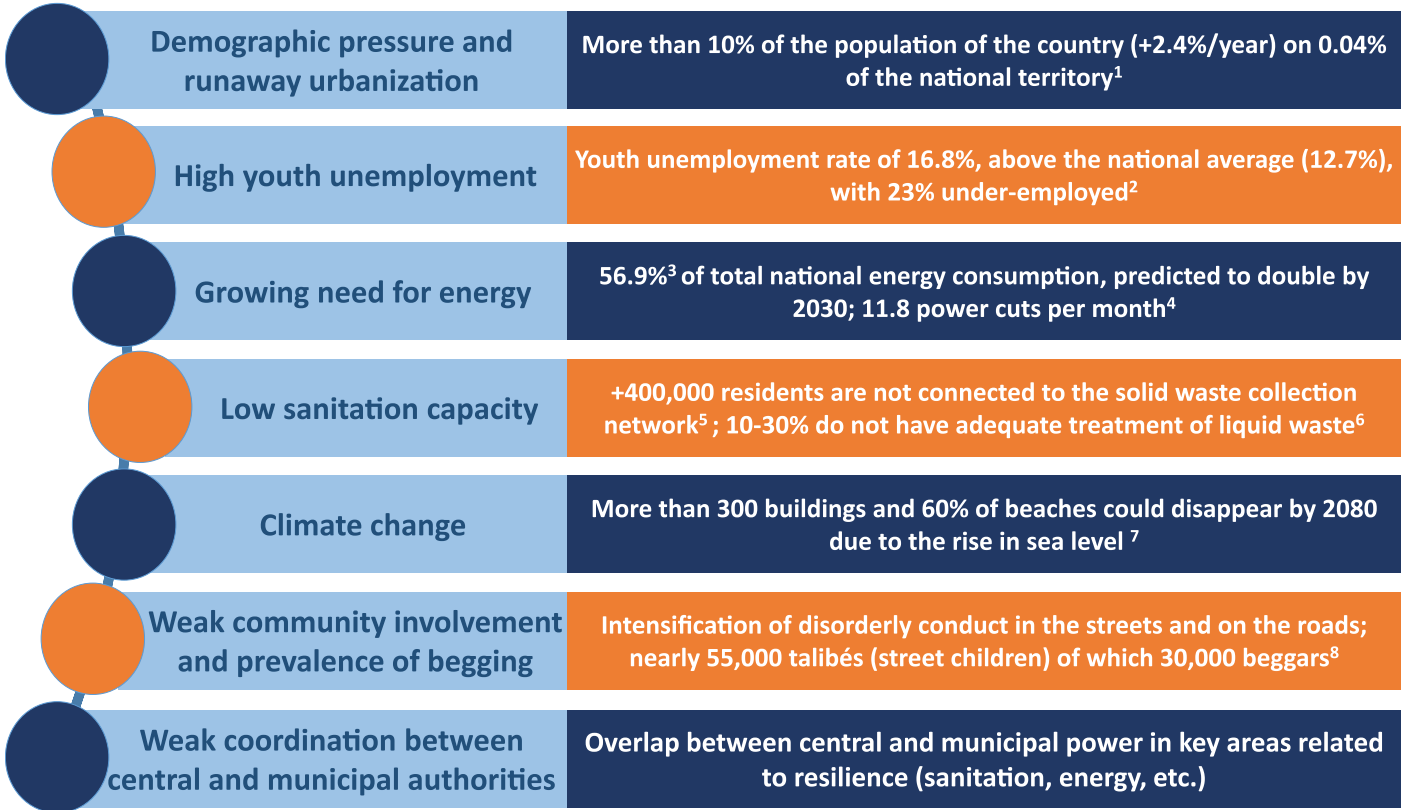 Demographic pressure and
runaway urbanization
More than 10% of the population of the country (+2.4%/year) on 0.04%
of the national territory¹
High youth unemployment
Youth unemployment rate of 16.8%, above the national average (12.7%),
with 23% under-employed²
Growing need for energy
56.9%³ of total national energy consumption, predicted to double by
2030; 11.8 power cuts per month⁴
Low sanitation capacity
+400,000 residents are not connected to the solid waste collection
network⁵ ; 10-30% do not have adequate treatment of liquid waste⁶
Climate change
More than 300 buildings and 60% of beaches could disappear by 2080
due to the rise in sea level ⁷
Weak community involvement
and prevalence of begging
Intensification of disorderly conduct in the streets and on the roads;
nearly 55,000 talibés (street children) of which 30,000 beggars⁸
Weak coordination between
central and municipal authorities
Overlap between central and municipal power in key areas related
to resilience (sanitation, energy, etc.)